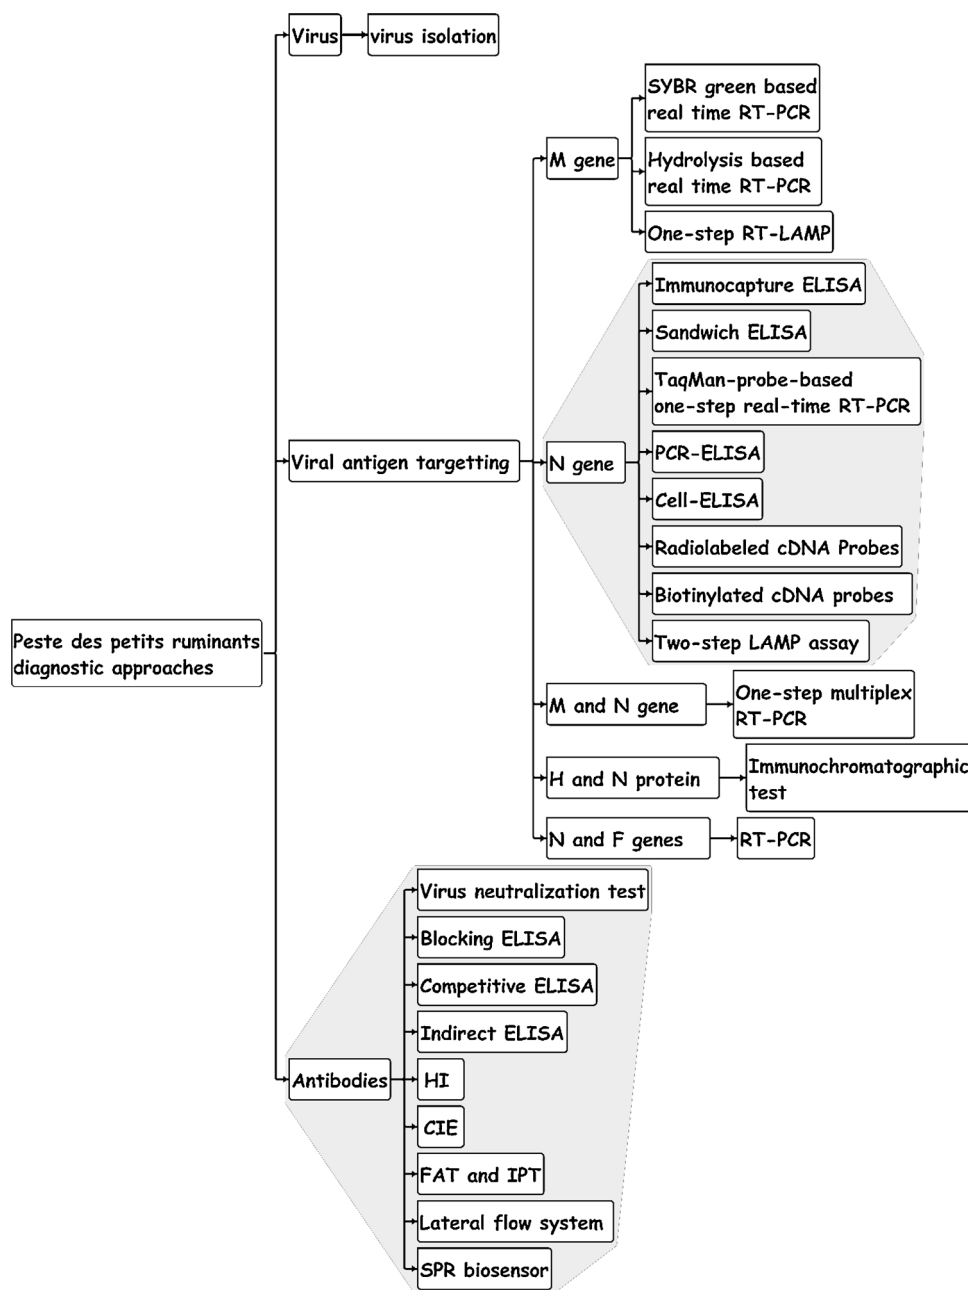 Virus
virus isolation
SYBR green based
real time RT-PCR
M gene
Hydrolysis based
real time RT-PCR
One-step RT-LAMP
Immunocapture ELISA
Sandwich ELISA
TaqMan-probe-based
one-step real-time RT-PCR
Viral antigen targetting
N gene
PCR-ELISA
Cell-ELISA
Radiolabeled cDNA Probes
Biotinylated cDNA probes
Two-step LAMP assay
Peste des petits ruminants
diagnostic approaches
M and N gene
One-step multiplex
RT-PCR
H and N protein
Immunochromatographic
test
N and F genes
RT-PCR
Virus neutralization test
Blocking ELISA
Competitive ELISA
Indirect ELISA
Antibodies
HI
CIE
FAT and IPT
Lateral flow system
SPR biosensor